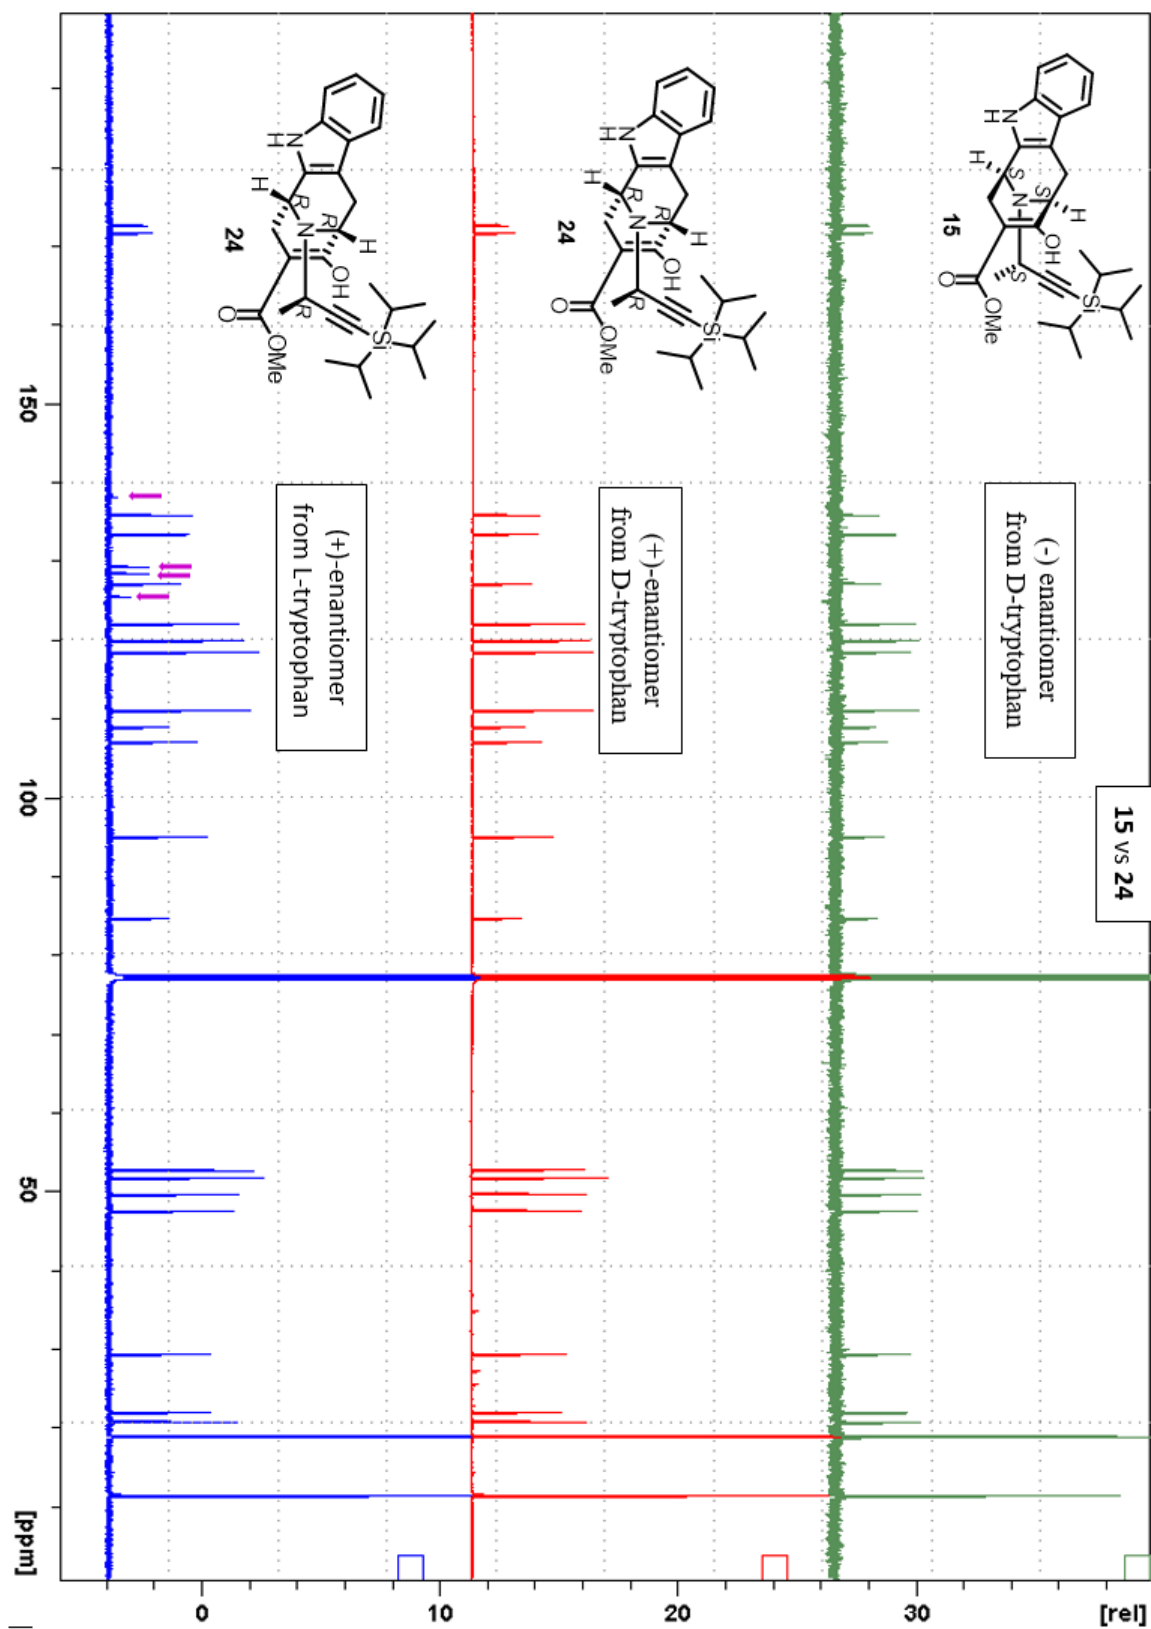 15 vs 24
(-) enantiomer
from D-tryptophan
H
N
H
S
N
S
H
OH
S
Si
O
OMe
15
(+)-enantiomer
from D-tryptophan
H
N
H
R
N
R
H
OH
R
Si
O
OMe
24
(+)-enantiomer
from L-tryptophan
H
N
H
R
N
R
H
OH
R
Si
O
OMe
24
150
100
50
[ppm]
0
10
20
30
[rel]